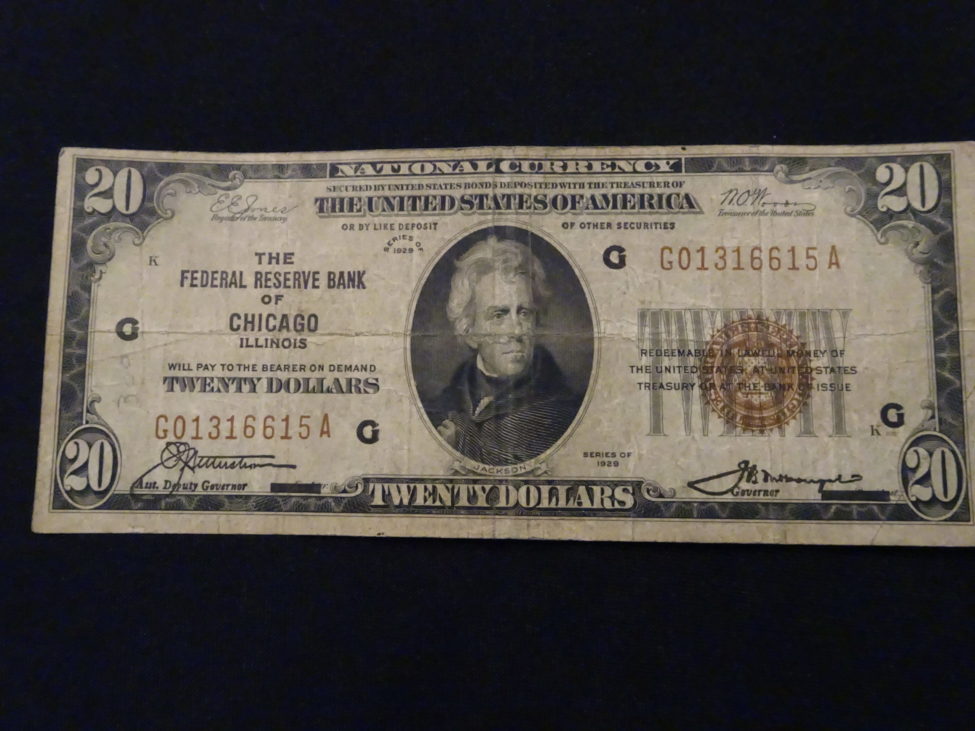 NATIONAL CURRENCY
SECURED BY UNITED STATES BONDS DEPOSITED WITH THE TREASURER OF
THE UNITED STATES OF AMERICA
OR BY LIKE DEPOSIT OF OTHER SECURITIES
20
20
E E Jones
Register of the Treasury
W.O. Woods
Treasurer of the United States
SERIES OF
1929
K
THE
FEDERAL RESERVE BANK
OF
CHICAGO
ILLINOIS
G
WILL PAY TO THE BEARER ON DEMAND
TWENTY DOLLARS
G01316615A
G
G
G01316615A
TWENTY
REDEEMABLE IN LAWFUL MONEY OF
THE UNITED STATES, AT UNITED STATES
TREASURY OR AT THE BANK OF ISSUE
G
K
JACKSON
SERIES OF
1929
20
Asst. Deputy Governor
TWENTY DOLLARS
Governor
20